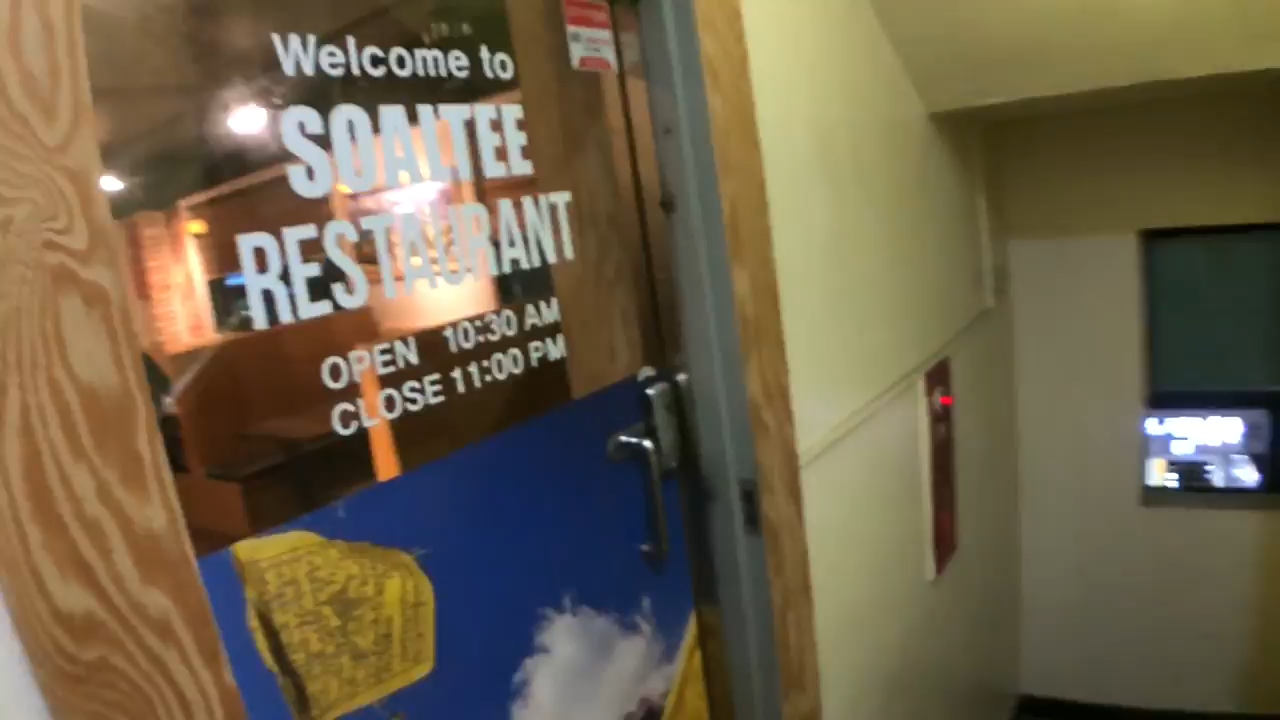 Welcome to
SOALTEE
RESTAURANT
OPEN 10:30 AM
CLOSE 11:00 PM